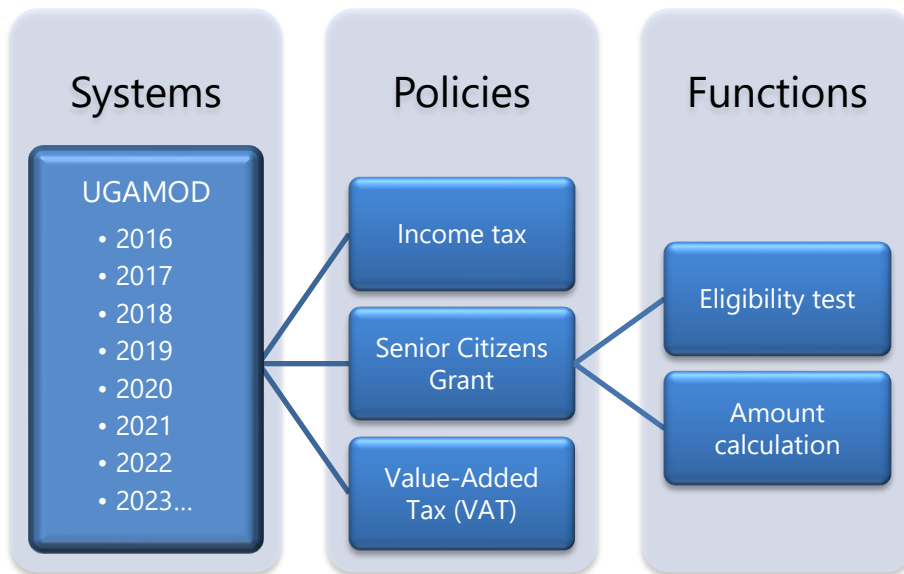 Systems
UGAMOD
• 2016
• 2017
• 2018
• 2019
• 2020
• 2021
• 2022
• 2023...
Policies
Income tax
Senior Citizens
Grant
Value-Added
Tax (VAT)
Functions
Eligibility test
Amount
calculation